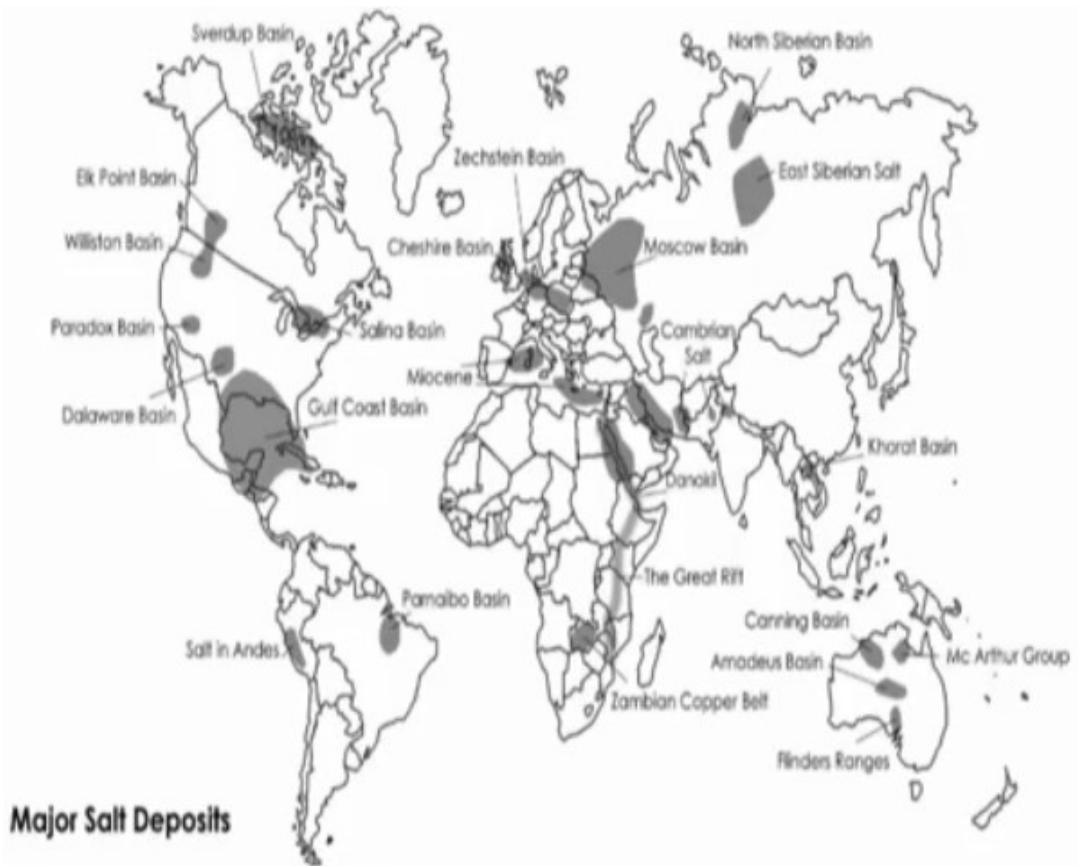 Sverdup Basin
North Siberian Basin
Zechstein Basin
Elk Point Basin
East Siberian Salt
Williston Basin
Cheshire Basin
Moscow Basin
Paradox Basin
Salina Basin
Cambrian
Salt
Miocene
Dalaware Basin
Gulf Coast Basin
Khorat Basin
Danakil
The Great Rift
Parnaibo Basin
Canning Basin
Salt in Andes
Amadeus Basin
Mc Arthur Group
Zambian Copper Belt
Flinders Ranges
Major Salt Deposits